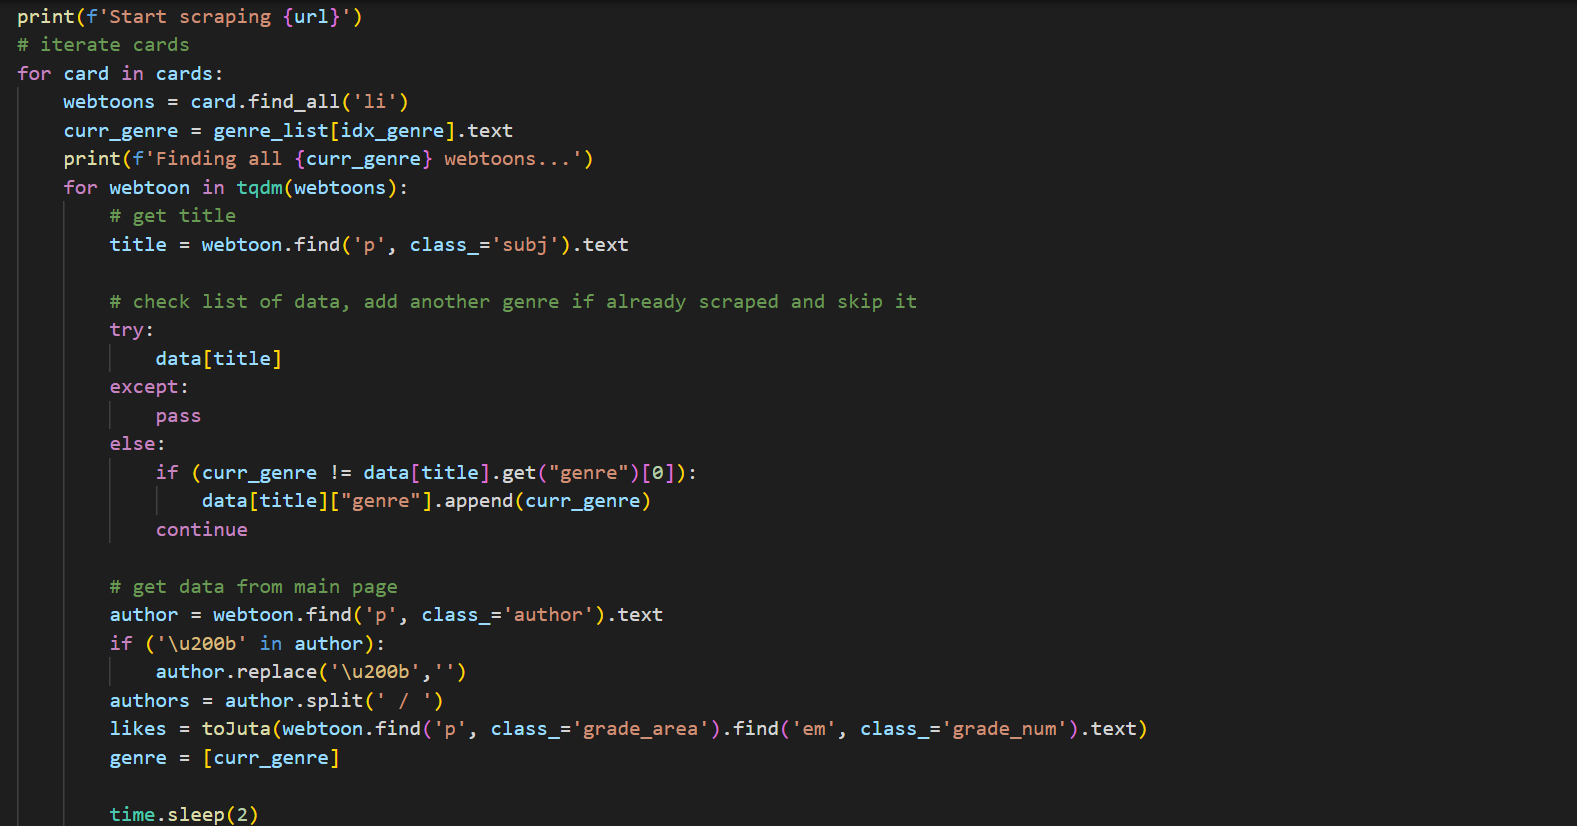 print(f'Start scraping {url}')
# iterate cards
for card in cards:
    webtoons = card.find_all('li')
    curr_genre = genre_list[idx_genre].text
    print(f'Finding all {curr_genre} webtoons...')
    for webtoon in tqdm(webtoons):
        # get title
        title = webtoon.find('p', class_='subj').text

        # check list of data, add another genre if already scraped and skip it
        try:
            data[title]
        except:
            pass
        else:
            if (curr_genre != data[title].get("genre")[0]):
                data[title]["genre"].append(curr_genre)
            continue

        # get data from main page
        author = webtoon.find('p', class_='author').text
        if ('\u200b' in author):
            author.replace('\u200b','')
        authors = author.split(' / ')
        likes = toJuta(webtoon.find('p', class_='grade_area').find('em', class_='grade_num').text)
        genre = [curr_genre]

        time.sleep(2)